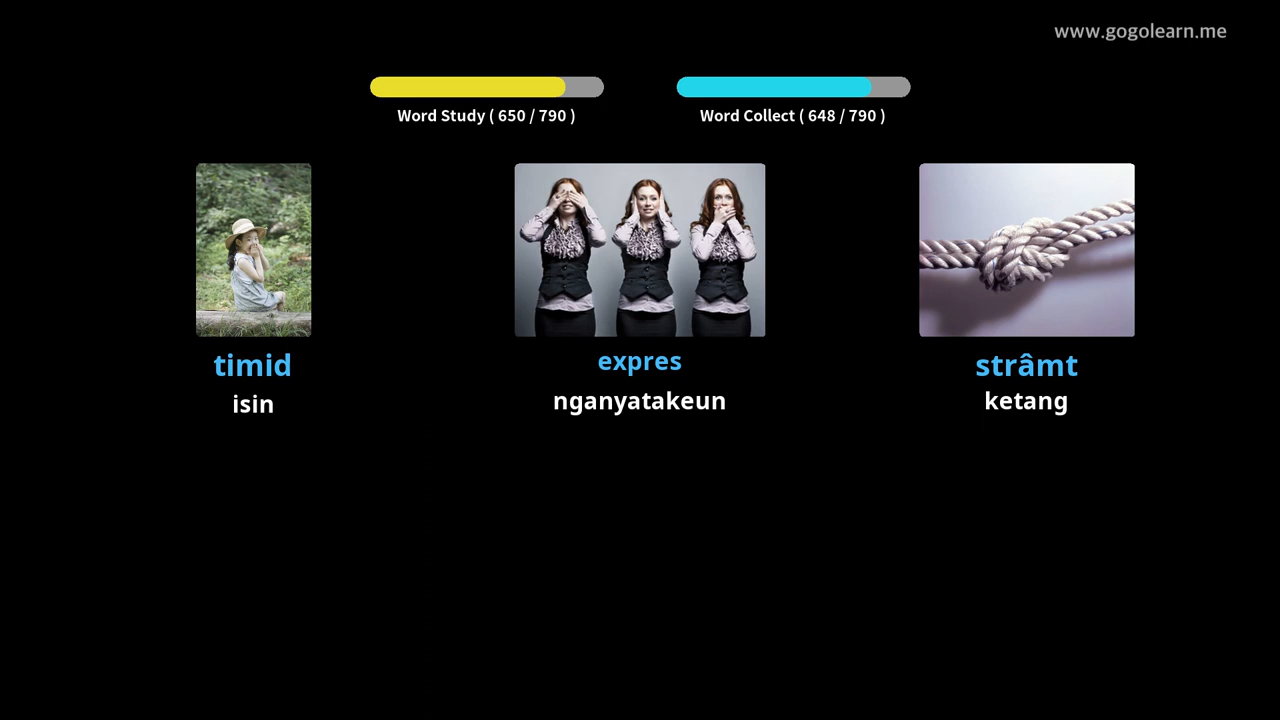 www.gogolearn.me
Word Study ( 650 / 790 )
Word Collect ( 648 / 790 )
timid
isin
expres
nganyatakeun
strâmt
ketang